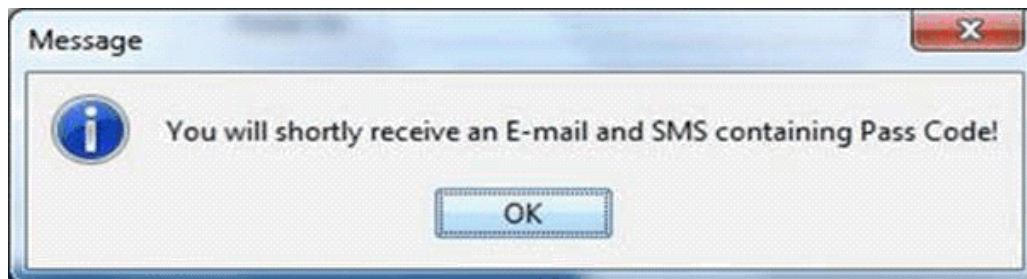 Message
You will shortly receive an E-mail and SMS containing Pass Code!
OK